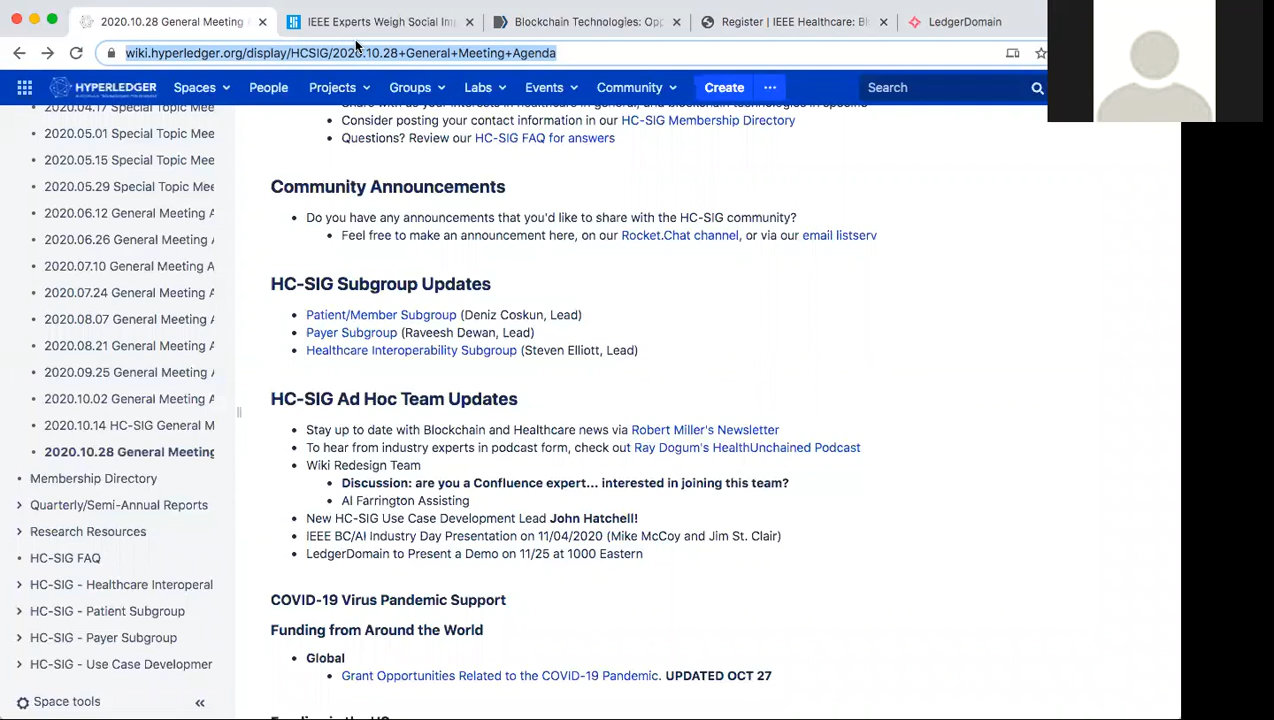 2020.10.28 General Meeting
IEEE Experts Weigh Social Imp
Blockchain Technologies: Opp
Register | IEEE Healthcare: Bl
LedgerDomain
wiki.hyperledger.org/display/HCSIG/2020.10.28+General+Meeting+Agenda
HYPERLEDGER
Spaces
People
Projects
Groups
Labs
Events
Community
Create
Search
2020.04.17 Special Topic Mee
2020.05.01 Special Topic Mee
2020.05.15 Special Topic Mee
2020.05.29 Special Topic Mee
2020.06.12 General Meeting A
2020.06.26 General Meeting A
2020.07.10 General Meeting A
2020.07.24 General Meeting A
2020.08.07 General Meeting A
2020.08.21 General Meeting A
2020.09.25 General Meeting A
2020.10.02 General Meeting A
2020.10.14 HC-SIG General M
2020.10.28 General Meeting
Membership Directory
Quarterly/Semi-Annual Reports
Research Resources
HC-SIG FAQ
HC-SIG - Healthcare Interoperal
HC-SIG - Patient Subgroup
HC-SIG - Payer Subgroup
HC-SIG - Use Case Developmer
Space tools
Consider posting your contact information in our HC-SIG Membership Directory
Questions? Review our HC-SIG FAQ for answers
Community Announcements
Do you have any announcements that you'd like to share with the HC-SIG community?
Feel free to make an announcement here, on our Rocket.Chat channel, or via our email listserv
HC-SIG Subgroup Updates
Patient/Member Subgroup (Deniz Coskun, Lead)
Payer Subgroup (Raveesh Dewan, Lead)
Healthcare Interoperability Subgroup (Steven Elliott, Lead)
HC-SIG Ad Hoc Team Updates
Stay up to date with Blockchain and Healthcare news via Robert Miller's Newsletter
To hear from industry experts in podcast form, check out Ray Dogum's HealthUnchained Podcast
Wiki Redesign Team
Discussion: are you a Confluence expert... interested in joining this team?
Al Farrington Assisting
New HC-SIG Use Case Development Lead John Hatchell!
IEEE BC/AI Industry Day Presentation on 11/04/2020 (Mike McCoy and Jim St. Clair)
LedgerDomain to Present a Demo on 11/25 at 1000 Eastern
COVID-19 Virus Pandemic Support
Funding from Around the World
Global
Grant Opportunities Related to the COVID-19 Pandemic. UPDATED OCT 27